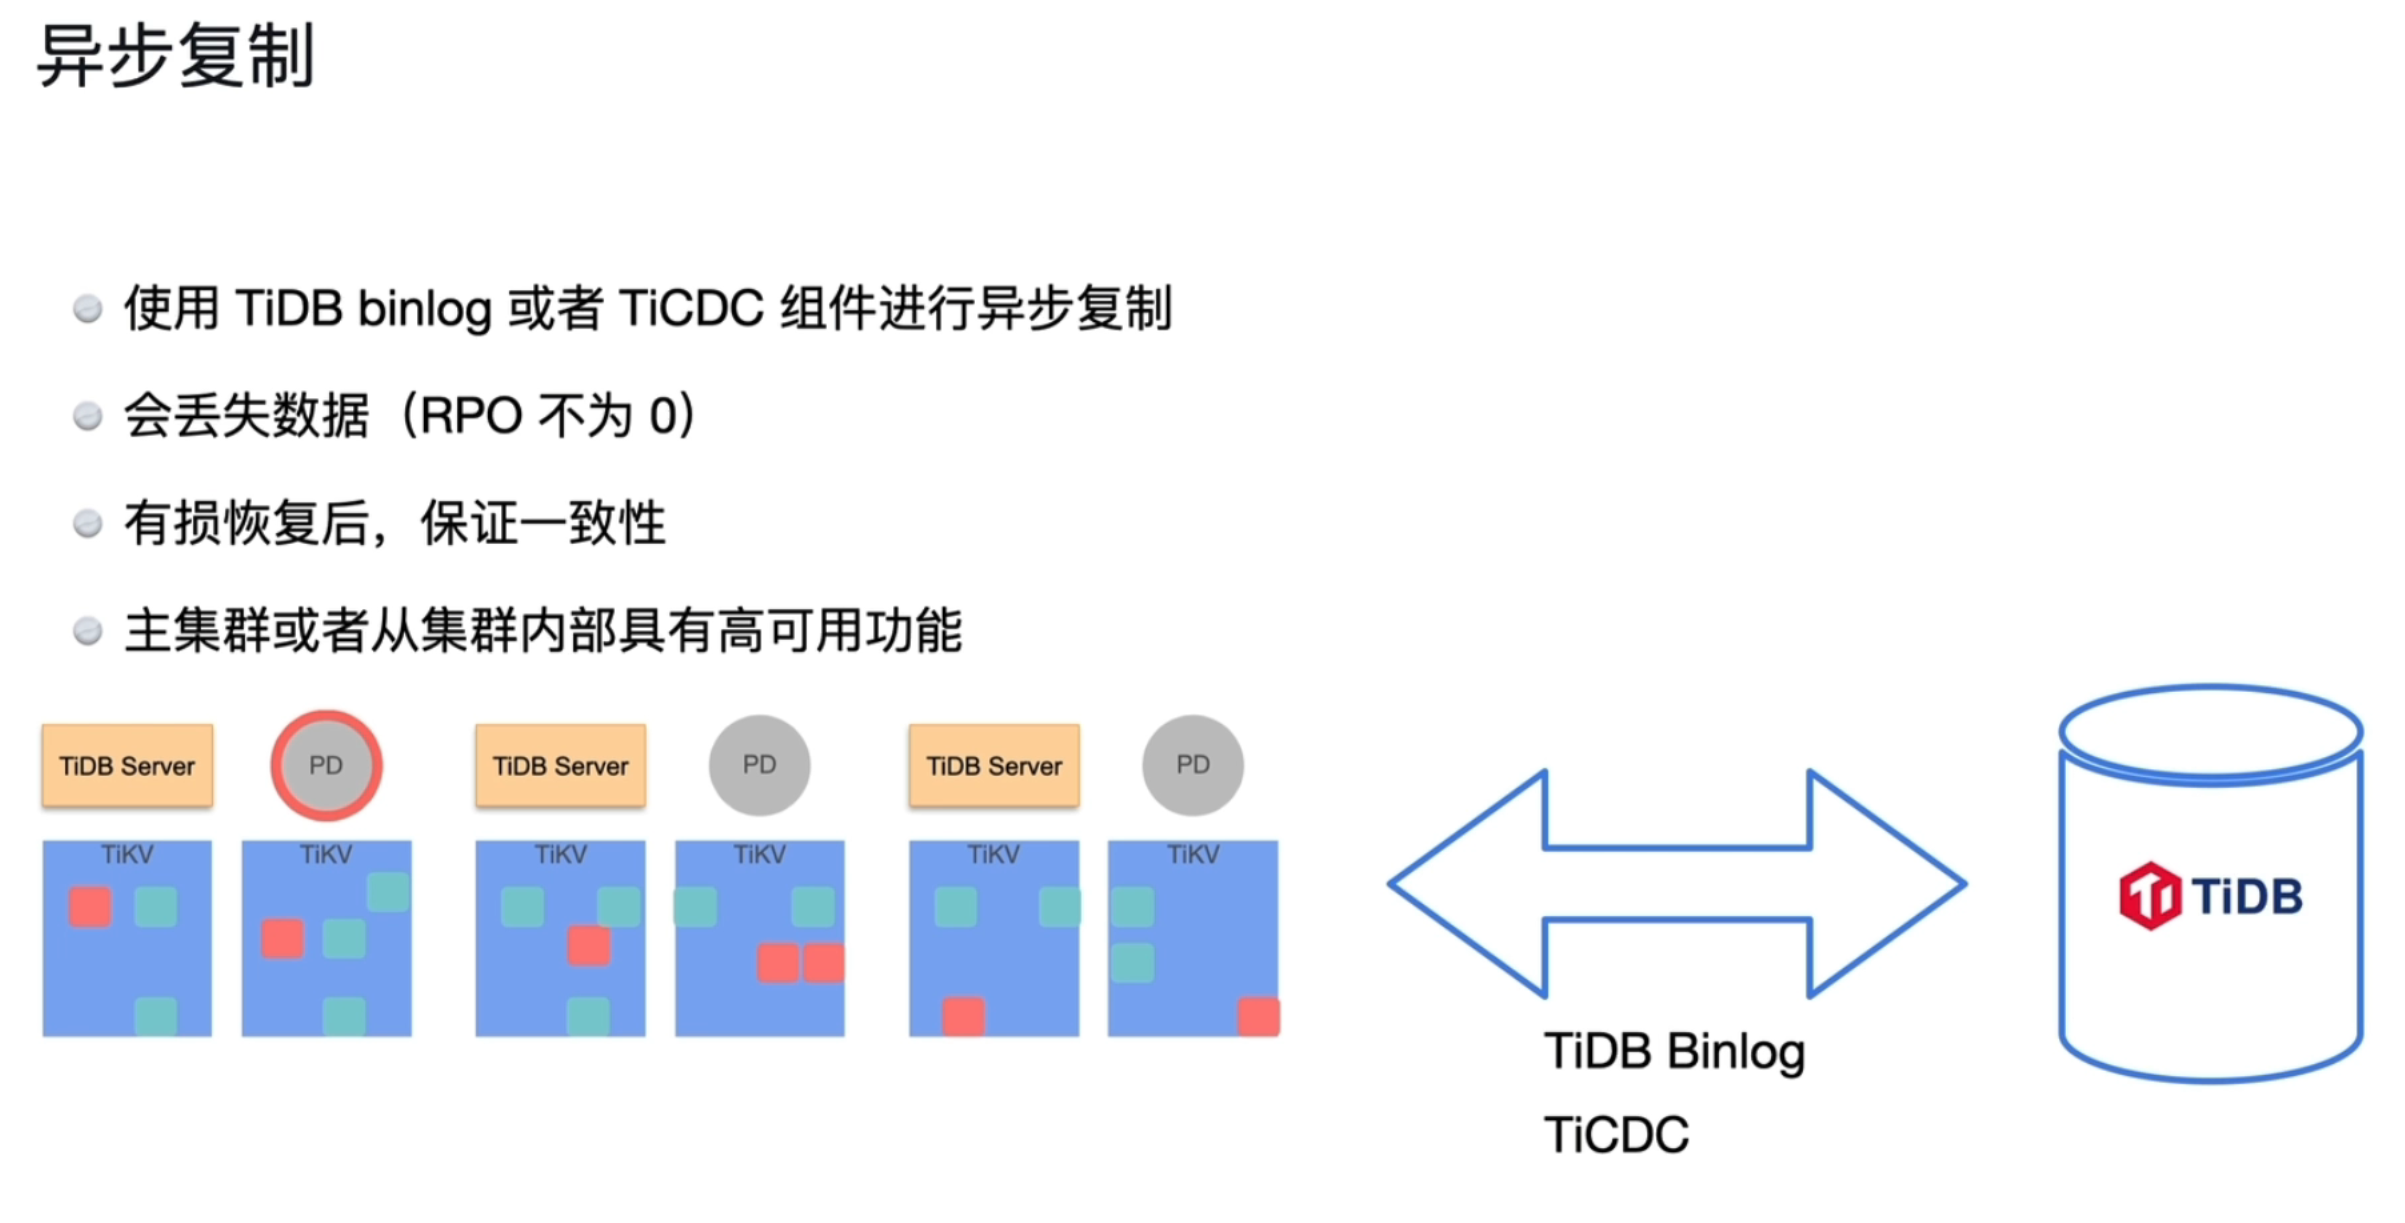 异步复制
使用 TiDB binlog 或者 TiCDC 组件进行异步复制
会丢失数据（RPO 不为 0）
有损恢复后，保证一致性
主集群或者从集群内部具有高可用功能
TiDB Server
PD
TiDB Server
PD
TiDB Server
PD
TiKV
TiKV
TiKV
TiKV
TiKV
TiKV
TiDB
TiDB Binlog
TiCDC